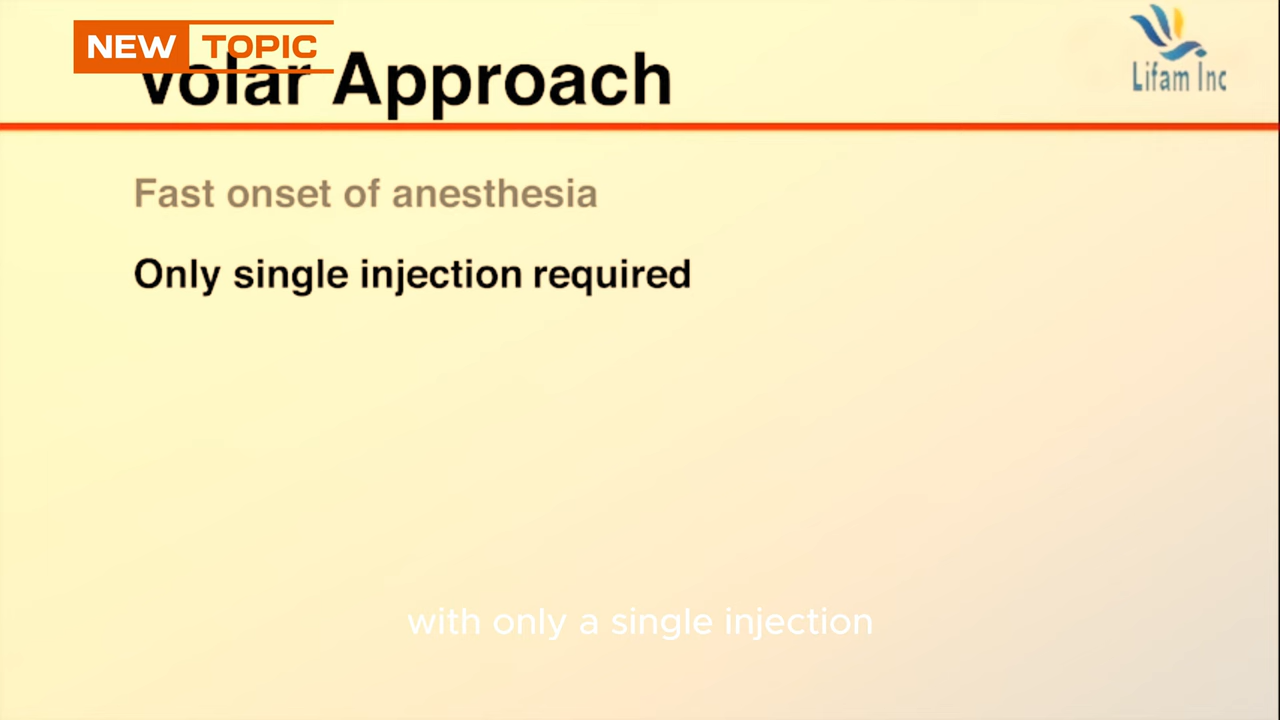 NEW TOPIC
Volar Approach
Lifam Inc
Fast onset of anesthesia
Only single injection required
with only a single injection